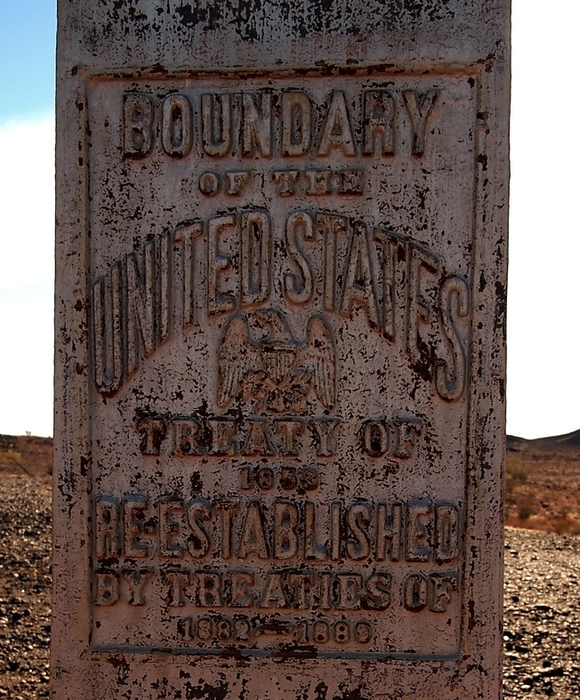 BOUNDARY
OF THE
UNITED STATES
TREATY OF
1853
RE-ESTABLISHED
BY TREATIES OF
1882-1889